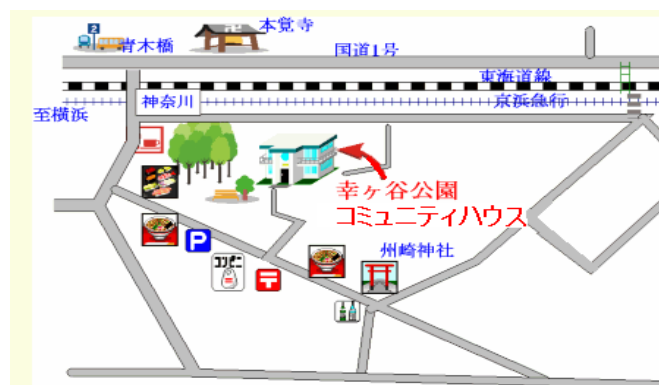 2
青木橋
本覚寺
国道1号
東海道線
神奈川
京浜急行
至横浜
幸ヶ谷公園
コミュニティハウス
P
コンビニ
〒
州崎神社